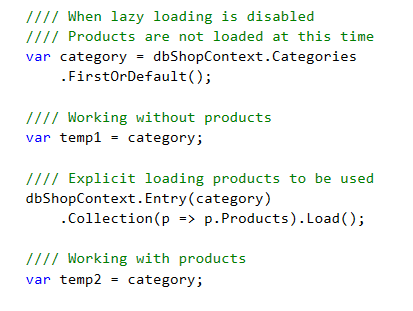 //// When lazy loading is disabled
//// Products are not loaded at this time
var category = dbShopContext.Categories
.FirstOrDefault();
//// Working without products
var temp1 = category;
//// Explicit loading products to be used
dbShopContext.Entry(category)
.Collection(p => p.Products).Load();
//// Working with products
var temp2 = category;